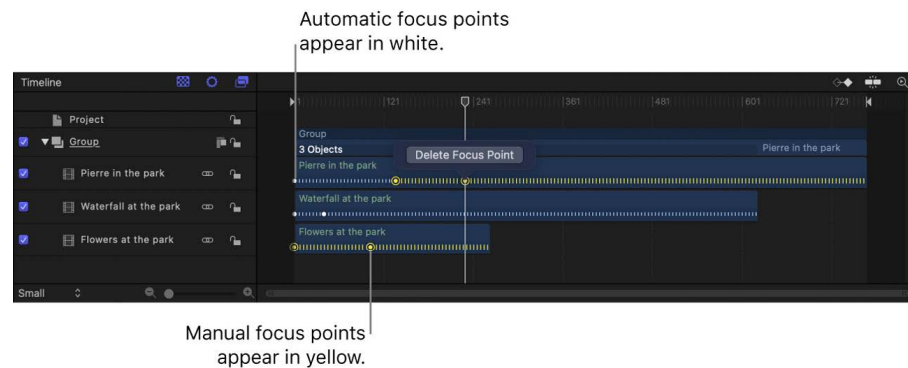 Automatic focus points
appear in white.
Timeline
1 121 241 361 481 601 721
Project
Group
Group
3 Objects
Pierre in the park
Delete Focus Point
Pierre in the park
Pierre in the park
Waterfall at the park
Waterfall at the park
Flowers at the park
Flowers at the park
Small
Manual focus points
appear in yellow.